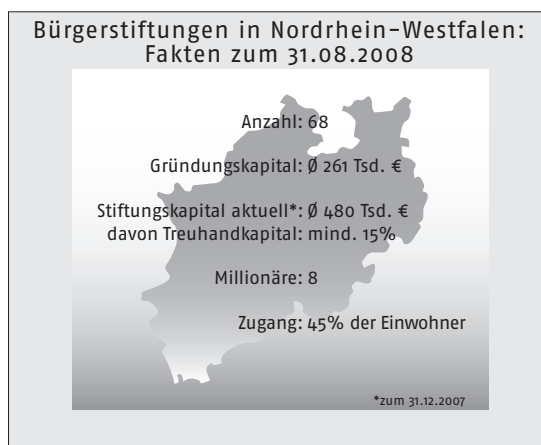 Bürgerstiftungen in Nordrhein-Westfalen:
Fakten zum 31.08.2008
Anzahl: 68
Gründungskapital: Ø 261 Tsd. €
Stiftungskapital aktuell*: Ø 480 Tsd. €
davon Treuhandkapital: mind. 15%
Millionäre: 8
Zugang: 45% der Einwohner
*zum 31.12.2007